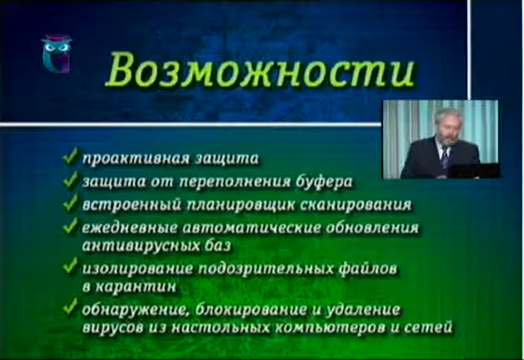 Возможности
проактивная защита
защита от переполнения буфера
встроенный планировщик сканирования
ежедневные автоматические обновления
антивирусных баз
изолирование подозрительных файлов
в карантин
обнаружение, блокирование и удаление
вирусов из настольных компьютеров и сетей